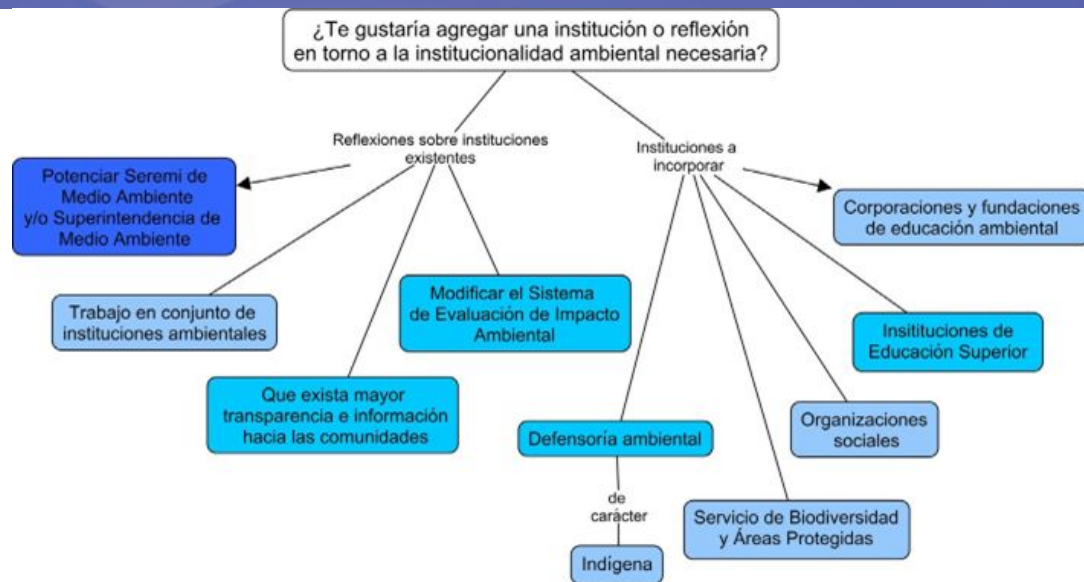 ¿Te gustaría agregar una institución o reflexión
en torno a la institucionalidad ambiental necesaria?
Reflexiones sobre instituciones
existentes
Instituciones a
incorporar
Potenciar Seremi de
Medio Ambiente
y/o Superintendencia de
Medio Ambiente
Corporaciones y fundaciones
de educación ambiental
Trabajo en conjunto de
instituciones ambientales
Modificar el Sistema
de Evaluación de Impacto
Ambiental
Insitituciones de
Educación Superior
Que exista mayor
transparencia e información
hacia las comunidades
Defensoría ambiental
Organizaciones
sociales
de
carácter
Indígena
Servicio de Biodiversidad
y Áreas Protegidas